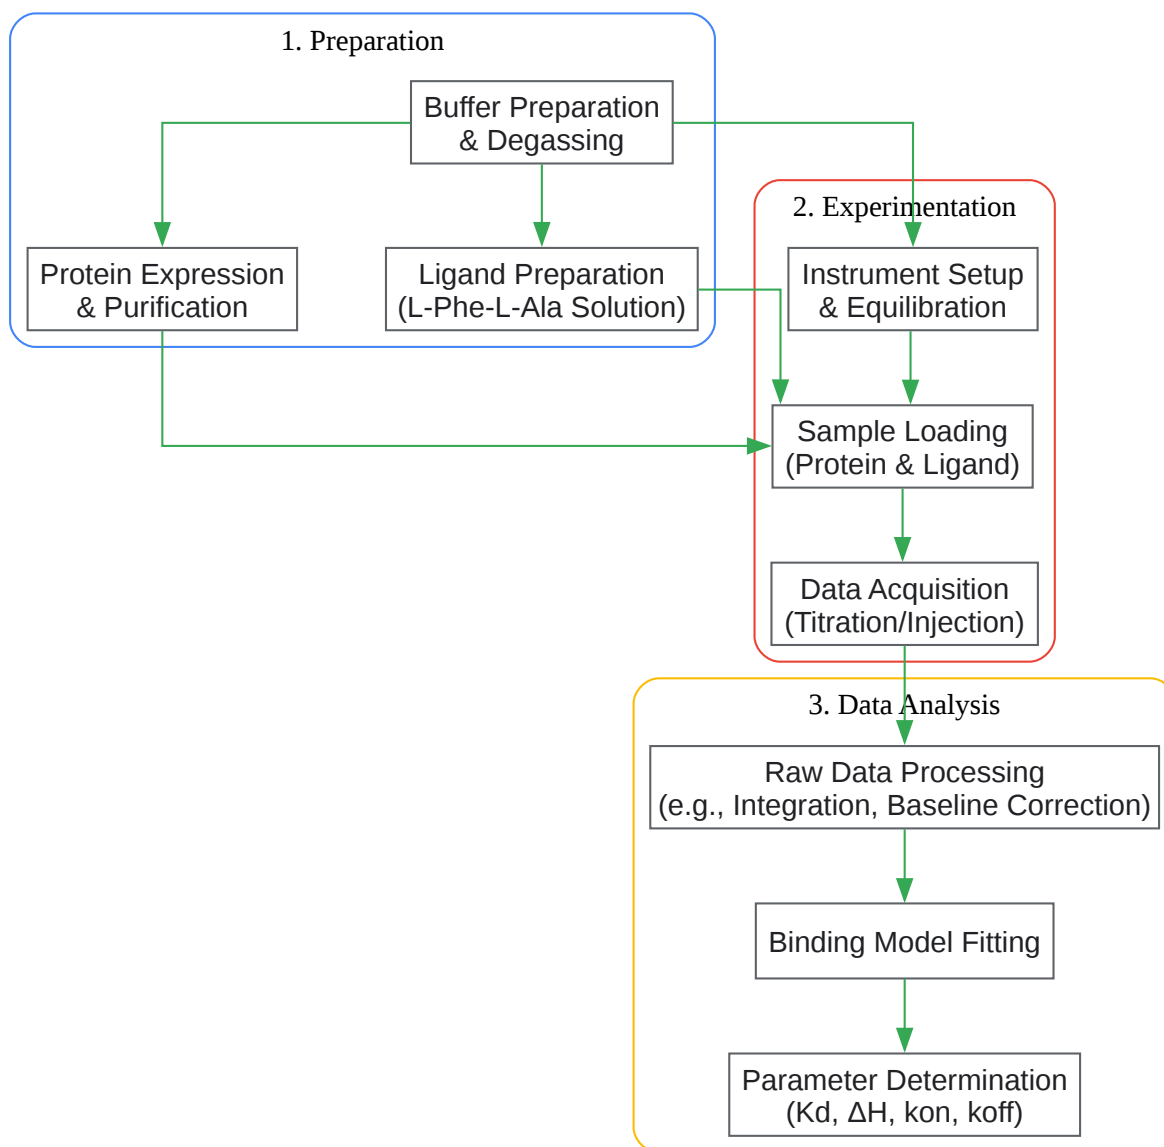 1. Preparation
Buffer Preparation
& Degassing
2. Experimentation
Protein Expression
& Purification
Ligand Preparation
(L-Phe-L-Ala Solution)
Instrument Setup
& Equilibration
Sample Loading
(Protein & Ligand)
Data Acquisition
(Titration/Injection)
3. Data Analysis
Raw Data Processing
(e.g., Integration, Baseline Correction)
Binding Model Fitting
Parameter Determination
(Kd, ΔH, kon, koff)